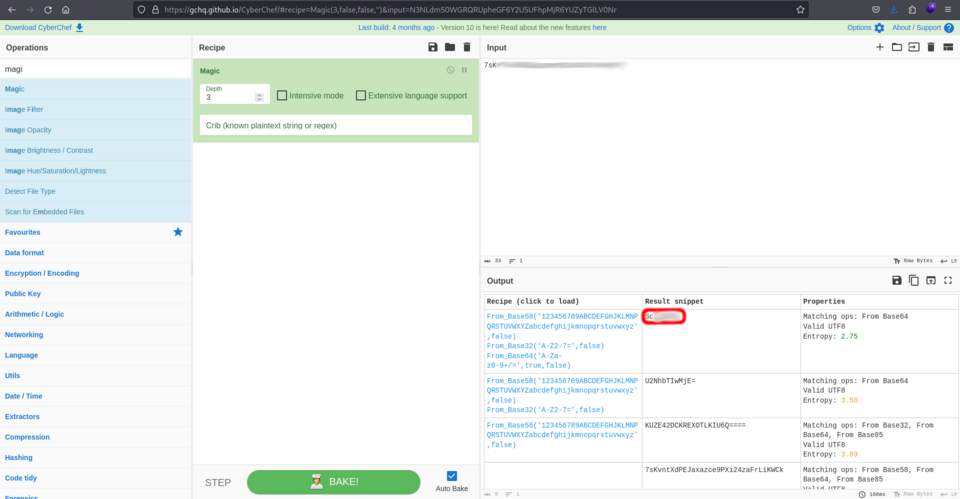 https://gchq.github.io/CyberChef/#recipe=Magic(3,false,false,'')&input=N3NLdm50WGRQRUpheGF6Y2U5UFhpMjR6YUZyTGlLV0Nr
Download CyberChef
Last build: 4 months ago - Version 10 is here! Read about the new features here
Options
About / Support
Operations
magi
Magic
Image Filter
Image Opacity
Image Brightness / Contrast
Image Hue/Saturation/Lightness
Detect File Type
Scan for Embedded Files
Favourites
Data format
Encryption / Encoding
Public Key
Arithmetic / Logic
Networking
Language
Utils
Date / Time
Extractors
Compression
Hashing
Code tidy
Forensics
Recipe
Magic
Depth
3
Intensive mode
Extensive language support
Crib (known plaintext string or regex)
STEP
BAKE!
Auto Bake
Input
7sK
33
1
Raw Bytes
LF
Output
Recipe (click to load)
Result snippet
Properties
From_Base58('123456789ABCDEFGHJKLMNP
QRSTUVWXYZabcdefghijkmnopqrstuvwxyz'
,false)
From_Base32('A-Z2-7=',false)
From_Base64('A-Za-
z0-9+/=',true,false)
Sc
Matching ops: From Base64
Valid UTF8
Entropy: 2.75
From_Base58('123456789ABCDEFGHJKLMNP
QRSTUVWXYZabcdefghijkmnopqrstuvwxyz'
,false)
From_Base32('A-Z2-7=',false)
U2NhbTIwMjE=
Matching ops: From Base64
Valid UTF8
Entropy: 3.58
From_Base58('123456789ABCDEFGHJKLMNP
QRSTUVWXYZabcdefghijkmnopqrstuvwxyz'
,false)
KUZE42DCKREXOTLKIU6Q====
Matching ops: From Base32, From
Base64, From Base85
Valid UTF8
Entropy: 3.89
7sKvntXdPEJaxazce9PXi24zaFrLiKWCk
Matching ops: From Base58, From
Base64, From Base85
Valid UTF8
0
1
166ms
Raw Bytes
LF